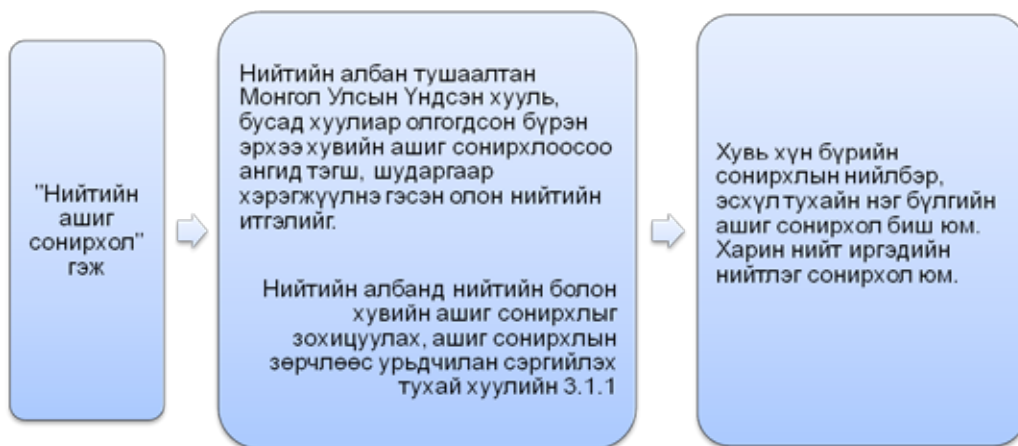 "Нийтийн
ашиг
сонирхол"
гэж
Нийтийн албан тушаалтан
Монгол Улсын Үндсэн хууль,
бусад хуулиар олгогдсон бүрэн
эрхээ хувийн ашиг сонирхлоосоо
ангид тэгш, шударгаар
хэрэгжүүлнэ гэсэн олон нийтийн
итгэлийг.
Нийтийн албанд нийтийн болон
хувийн ашиг сонирхлыг
зохицуулах, ашиг сонирхлын
зөрчлөөс урьдчилан сэргийлэх
тухай хуулийн 3.1.1
Хувь хүн бүрийн
сонирхлын нийлбэр,
эсхүл тухайн нэг бүлгийн
ашиг сонирхол биш юм.
Харин нийт иргэдийн
нийтлэг сонирхол юм.